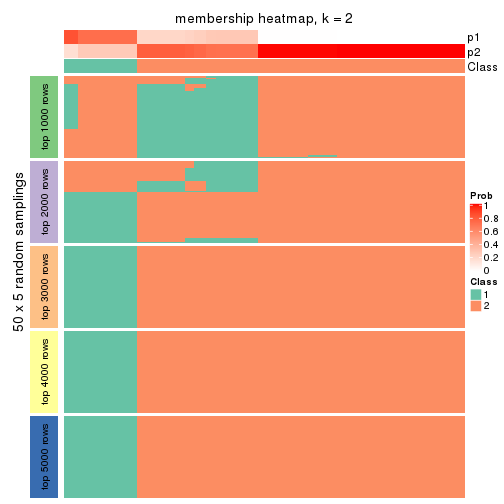 membership heatmap, k = 2
p1
p2
Class
50 x 5 random samplings
top 1000 rows
top 2000 rows
top 3000 rows
top 4000 rows
top 5000 rows
Prob
1
0.8
0.6
0.4
0.2
0
Class
1
2